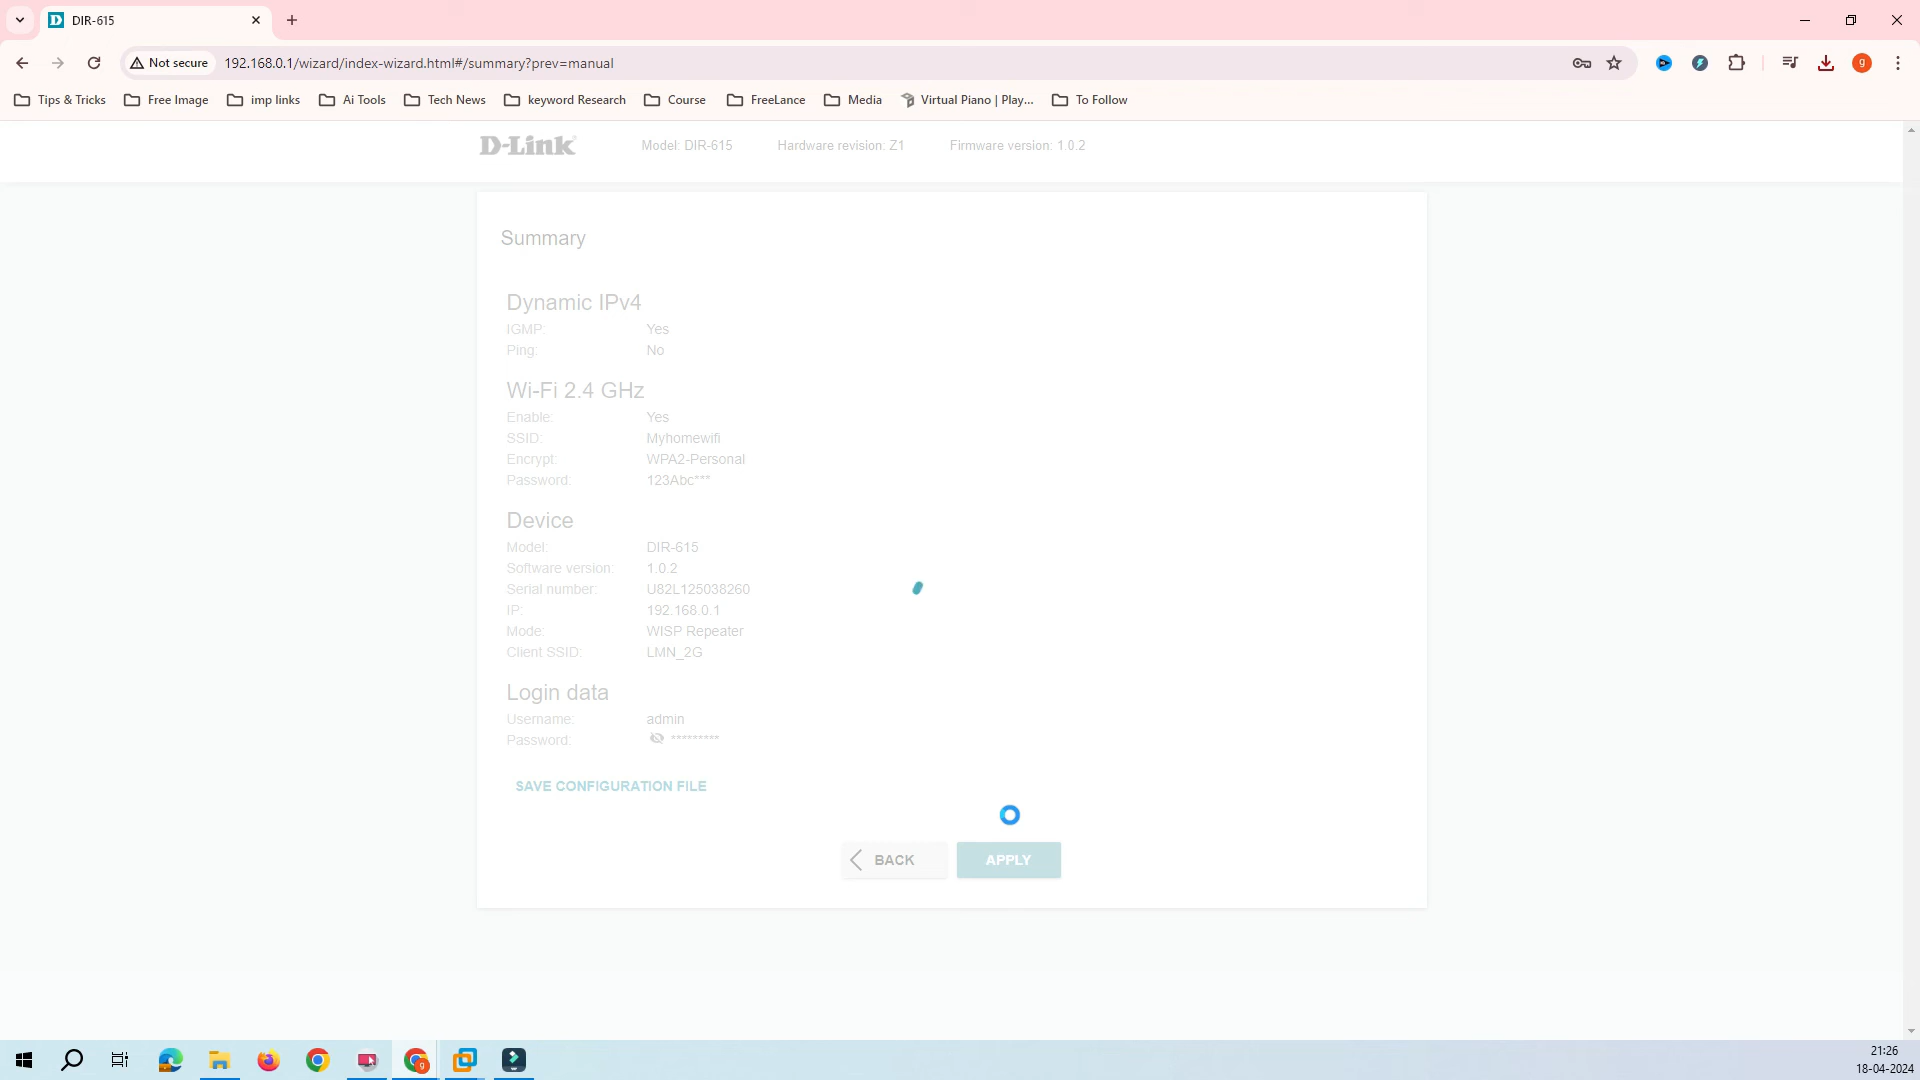 DIR-615
Not secure
192.168.0.1/wizard/index-wizard.html#/summary?prev=manual
g
Tips & Tricks
Free Image
imp links
Ai Tools
Tech News
keyword Research
Course
FreeLance
Media
Virtual Piano | Play...
To Follow
D-Link
Model: DIR-615
Hardware revision: Z1
Firmware version: 1.0.2
Summary
Dynamic IPv4
IGMP: Yes
Ping: No
Wi-Fi 2.4 GHz
Enable: Yes
SSID: Myhomewifi
Encrypt: WPA2-Personal
Password: 123Abc***
Device
Model: DIR-615
Software version: 1.0.2
Serial number: U82L125038260
IP: 192.168.0.1
Mode: WISP Repeater
Client SSID: LMN_2G
Login data
Username: admin
Password: *********
SAVE CONFIGURATION FILE
BACK
APPLY
21:26
18-04-2024